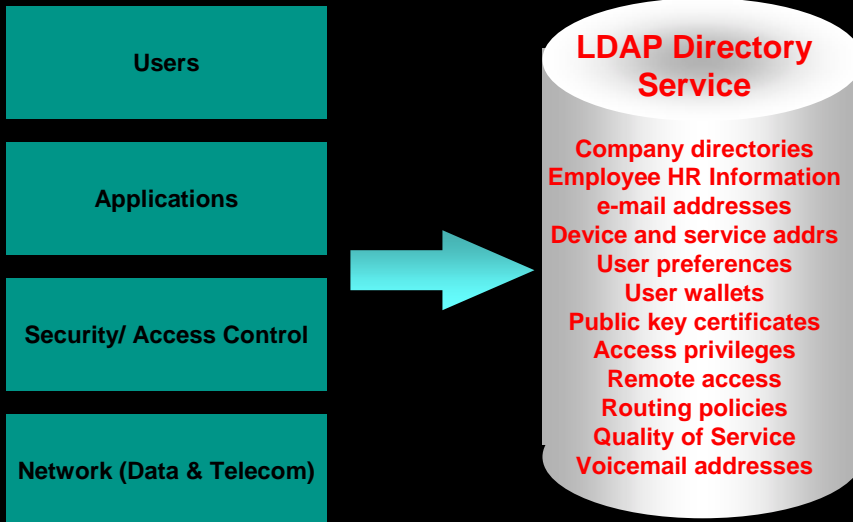 Users
Applications
Security/ Access Control
Network (Data & Telecom)
LDAP Directory
Service
Company directories
Employee HR Information
e-mail addresses
Device and service addrs
User preferences
User wallets
Public key certificates
Access privileges
Remote access
Routing policies
Quality of Service
Voicemail addresses